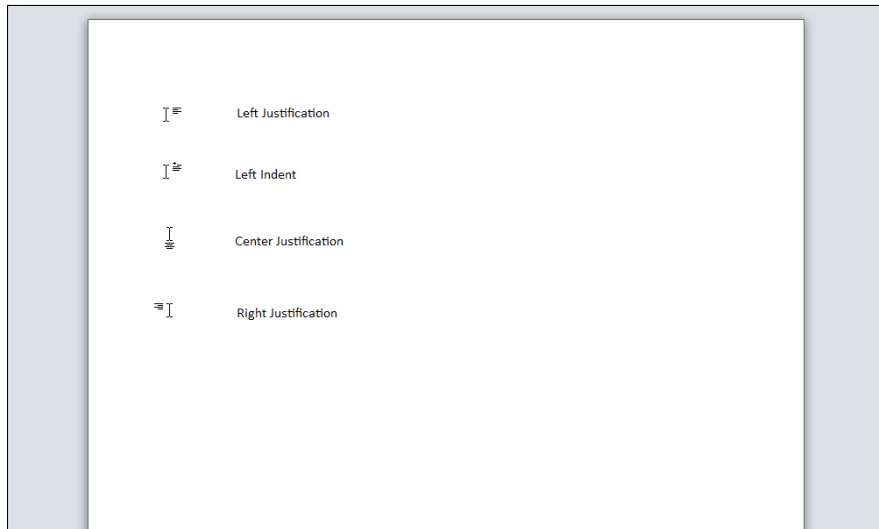 Left Justification
Left Indent
Center Justification
Right Justification